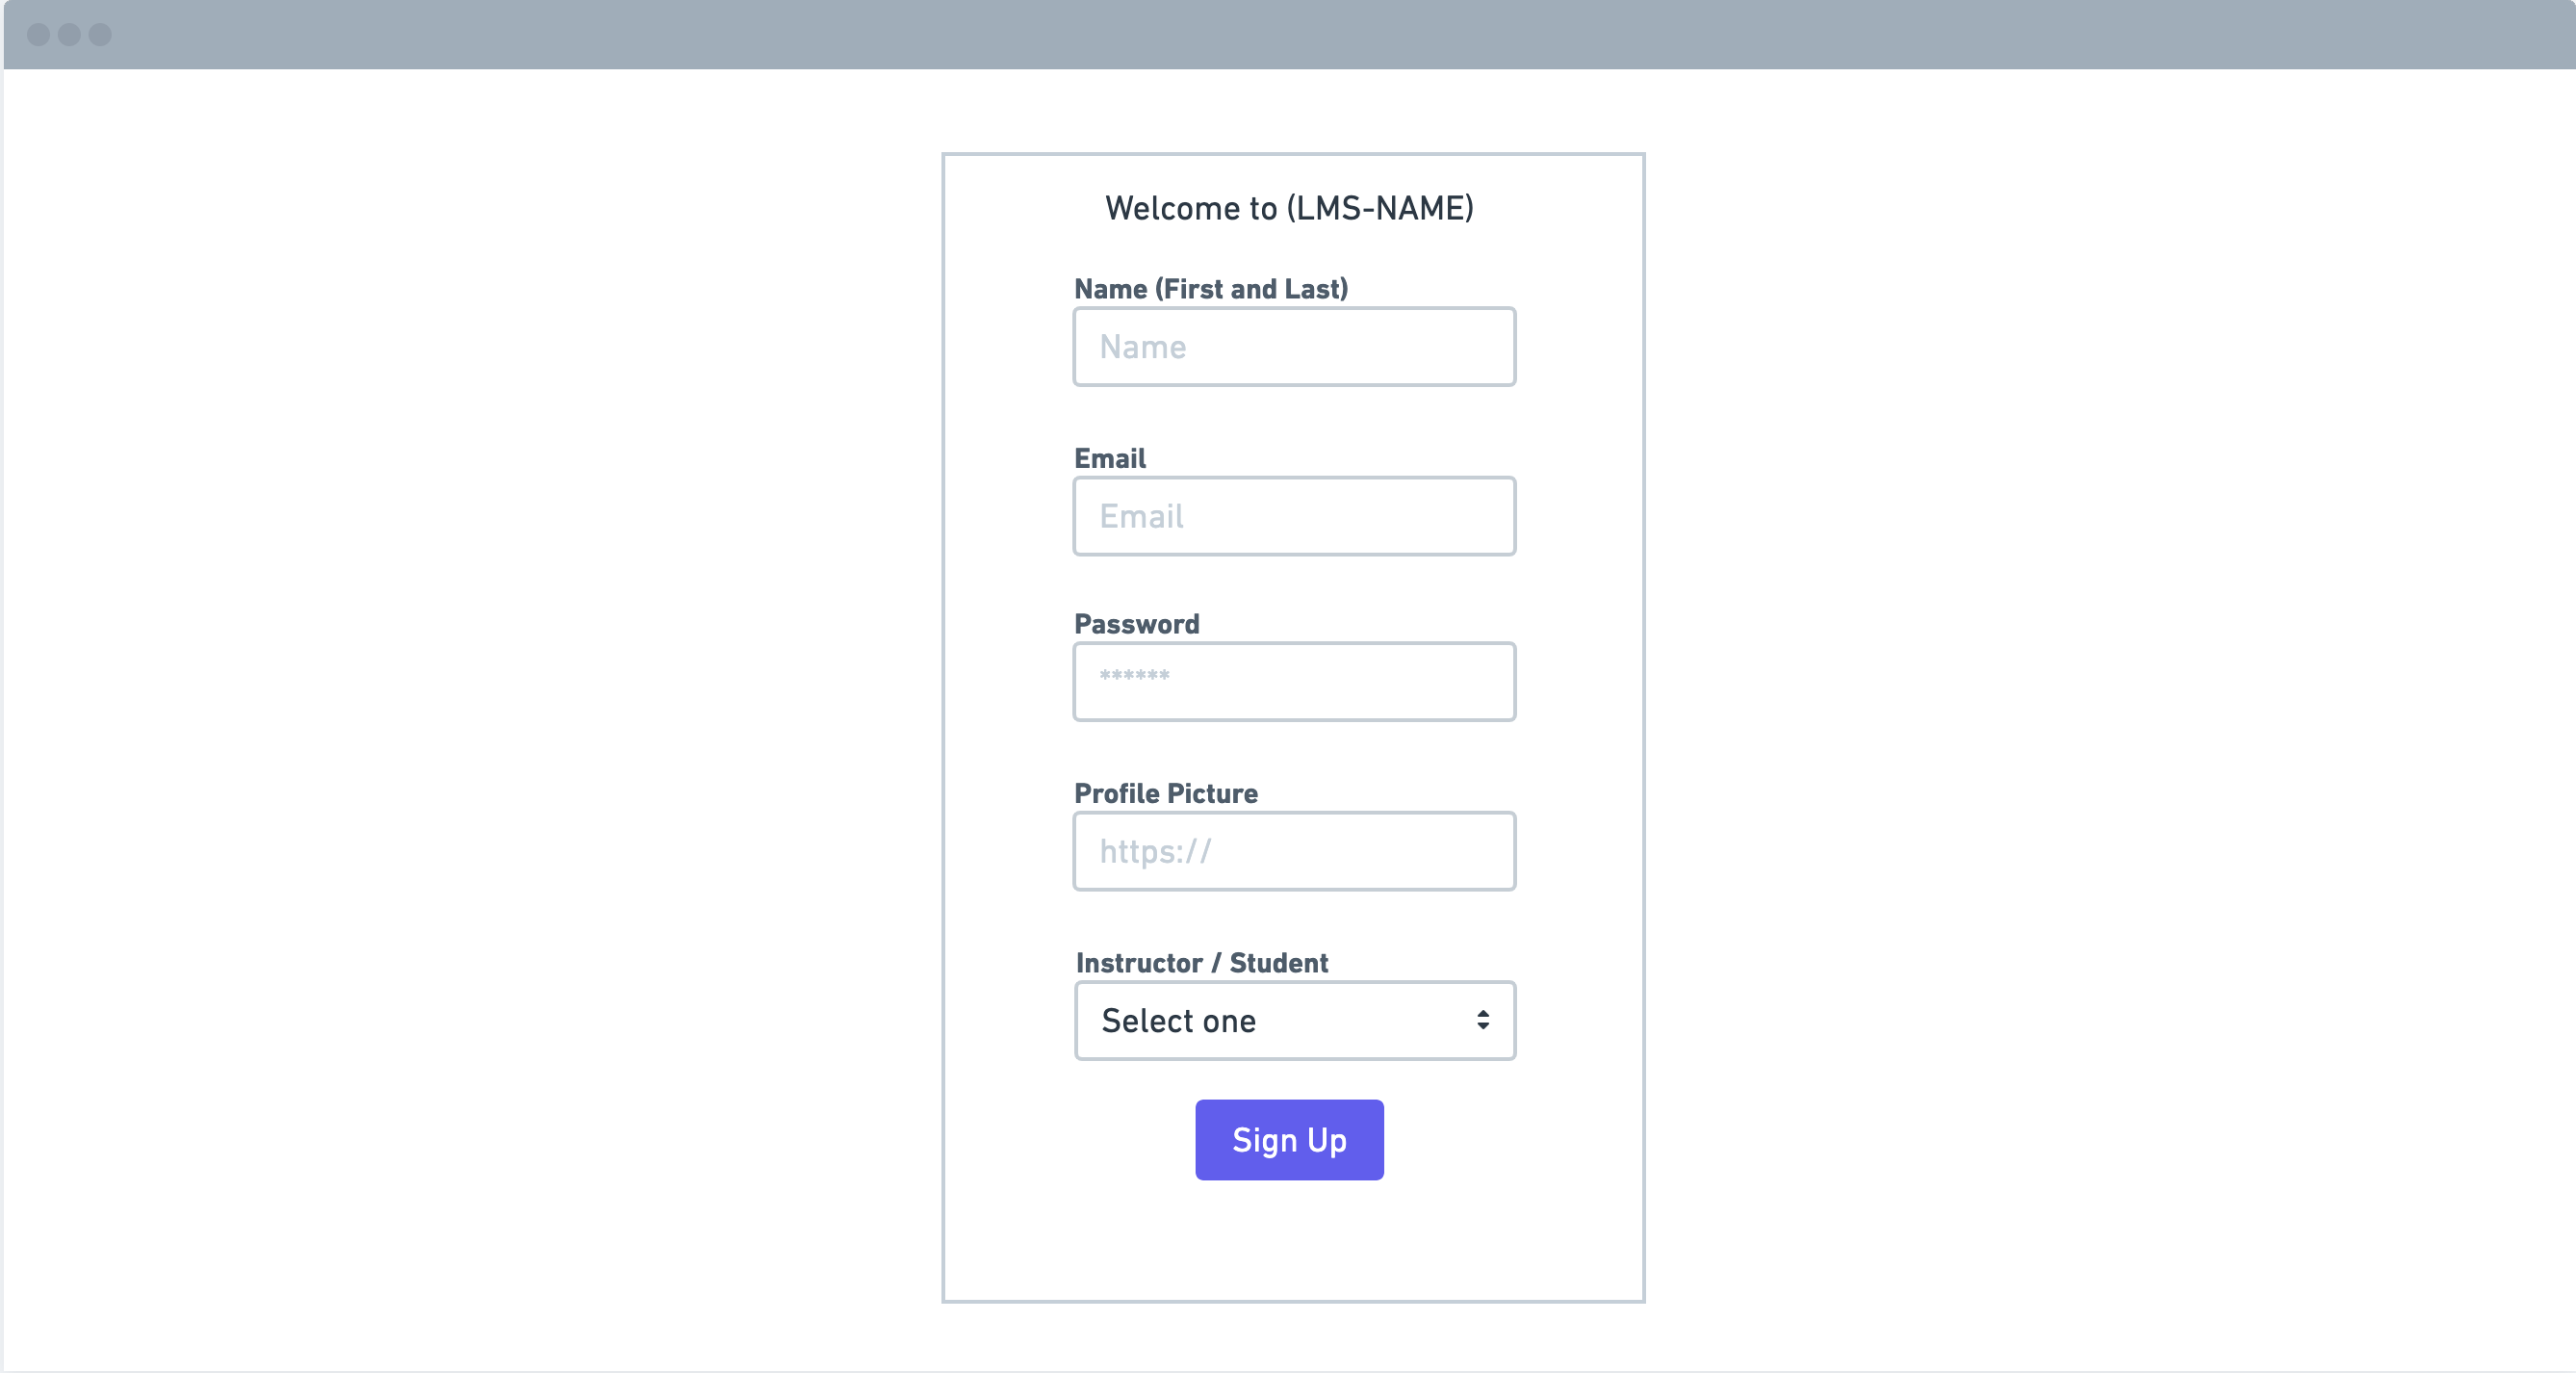 Welcome to (LMS-NAME)
Name (First and Last)
Name
Email
Email
Password
******
Profile Picture
https://
Instructor / Student
Select one
Sign Up